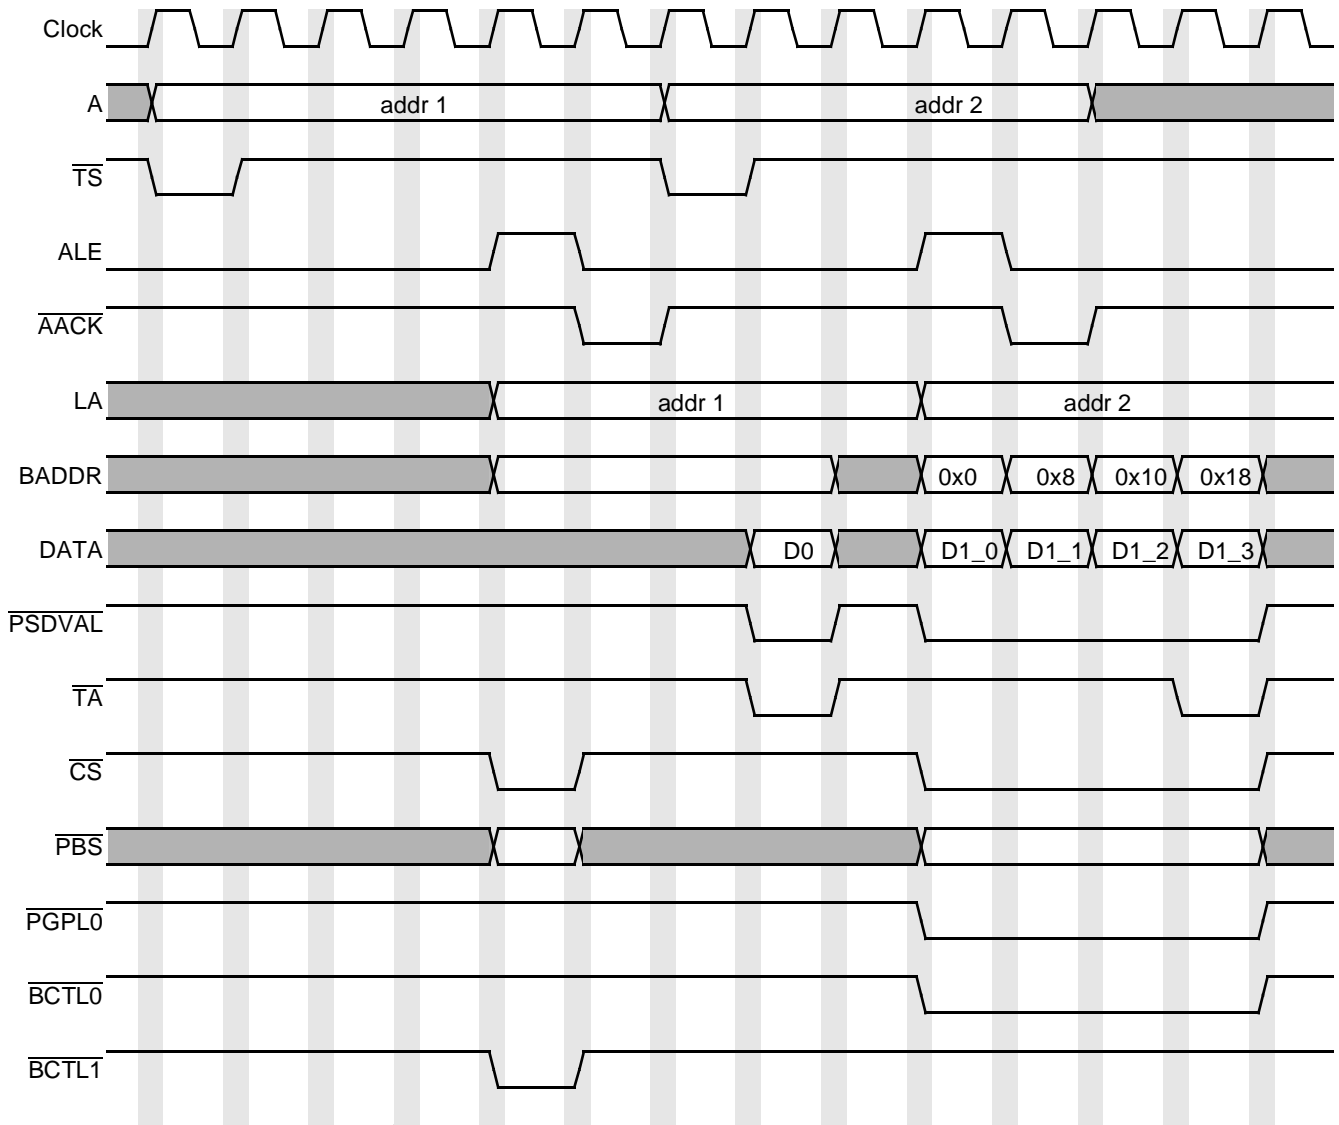 Clock
A addr 1 addr 2
TS
ALE
AACK
LA addr 1 addr 2
BADDR 0x0 0x8 0x10 0x18
DATA D0 D1_0 D1_1 D1_2 D1_3
PSDVAL
TA
CS
PBS
PGPL0
BCTL0
BCTL1